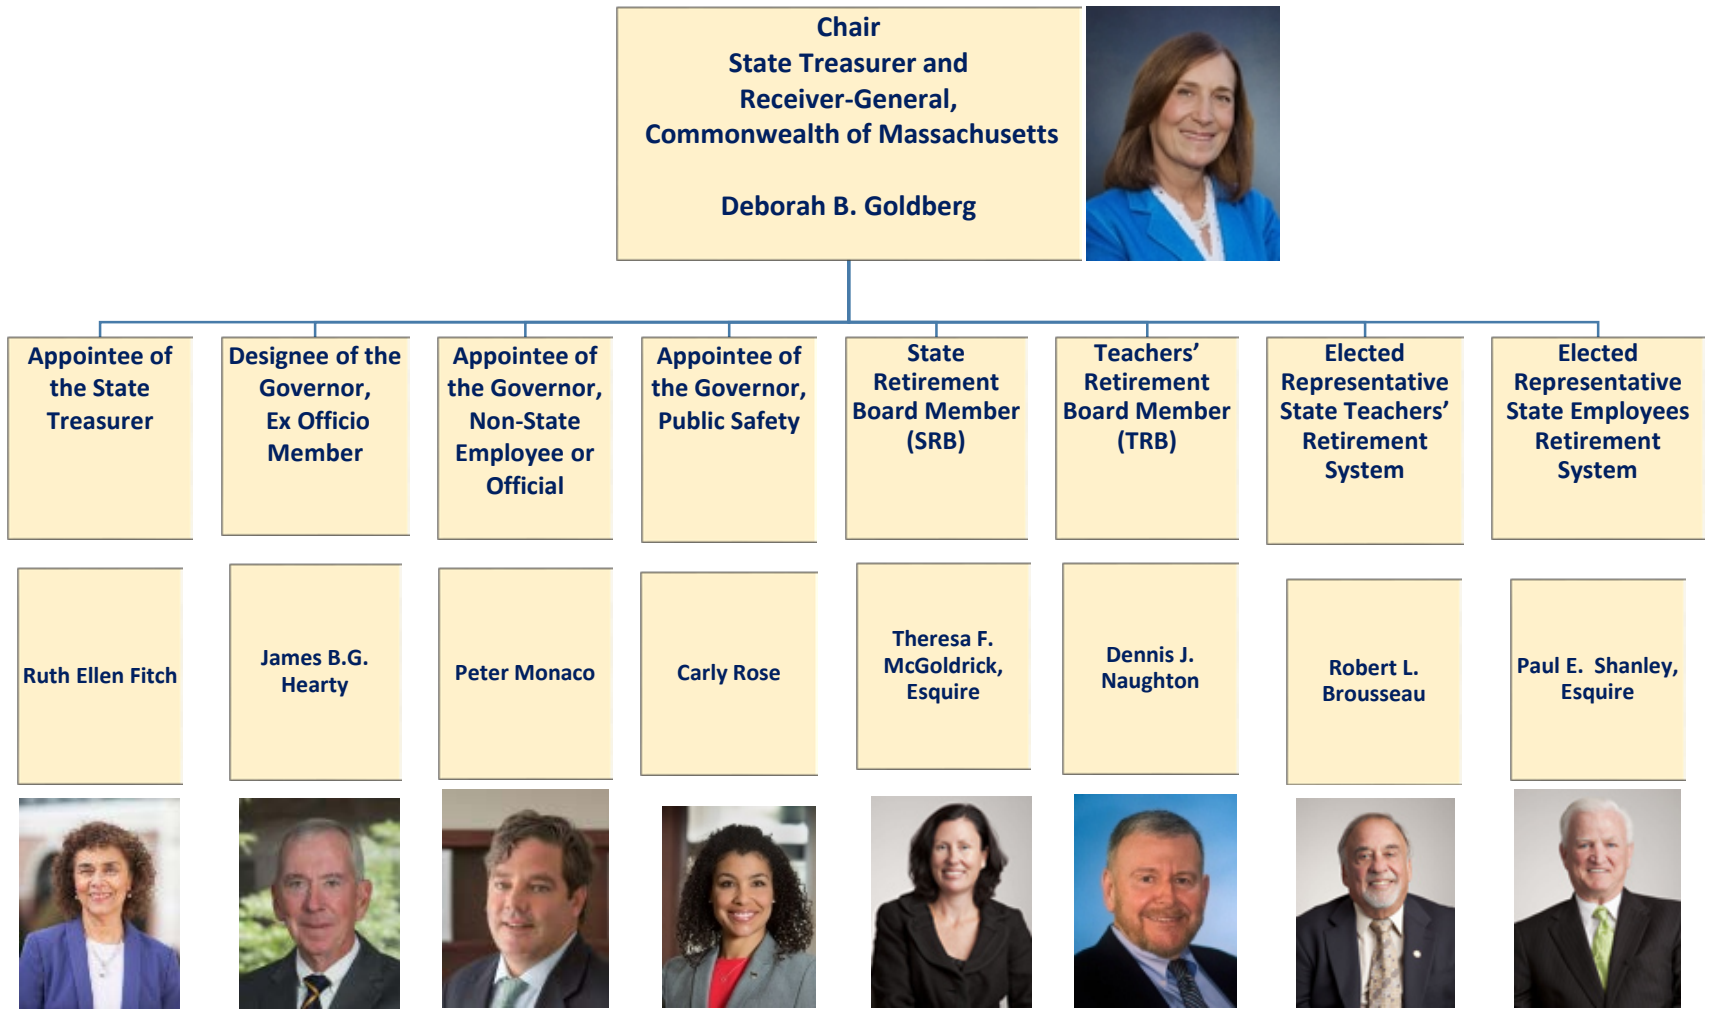 Chair
State Treasurer and
Receiver-General,
Commonwealth of Massachusetts
Deborah B. Goldberg
Appointee of
the State
Treasurer
Designee of the
Governor,
Ex Officio
Member
Appointee of
the Governor,
Non-State
Employee or
Official
Appointee of
the Governor,
Public Safety
State
Retirement
Board Member
(SRB)
Teachers’
Retirement
Board Member
(TRB)
Elected
Representative
State Teachers’
Retirement
System
Elected
Representative
State Employees
Retirement
System
Ruth Ellen Fitch
James B.G.
Hearty
Peter Monaco
Carly Rose
Theresa F.
McGoldrick,
Esquire
Dennis J.
Naughton
Robert L.
Brousseau
Paul E.  Shanley,
Esquire